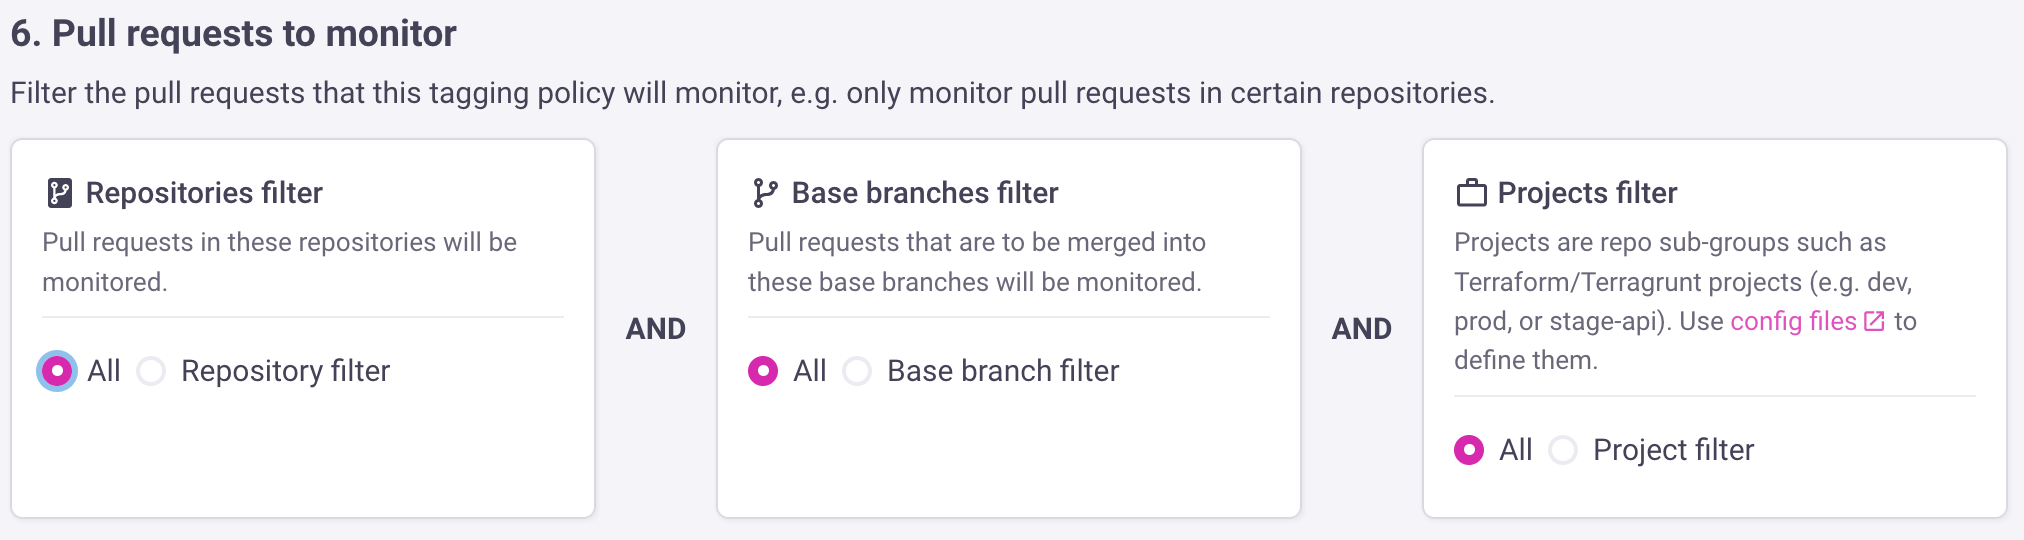 6. Pull requests to monitor
Filter the pull requests that this tagging policy will monitor, e.g. only monitor pull requests in certain repositories.
Repositories filter
Pull requests in these repositories will be
monitored.
All Repository filter
AND
Base branches filter
Pull requests that are to be merged into
these base branches will be monitored.
All Base branch filter
AND
Projects filter
Projects are repo sub-groups such as
Terraform/Terragrunt projects (e.g. dev,
prod, or stage-api). Use config files to
define them.
All Project filter